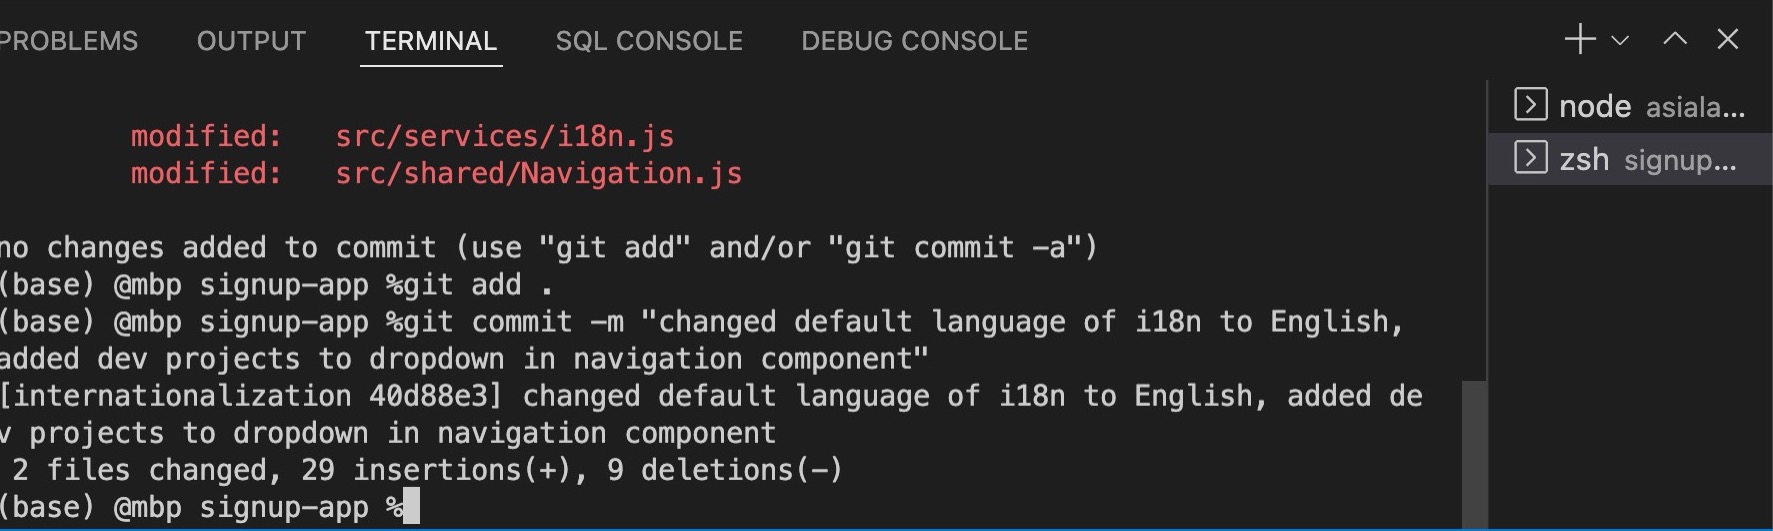 PROBLEMS OUTPUT TERMINAL SQL CONSOLE DEBUG CONSOLE
node asiala...
zsh signup...
modified: src/services/i18n.js
modified: src/shared/Navigation.js
no changes added to commit (use "git add" and/or "git commit -a")
(base) @mbp signup-app %git add .
(base) @mbp signup-app %git commit -m "changed default language of i18n to English,
added dev projects to dropdown in navigation component"
[internationalization 40d88e3] changed default language of i18n to English, added de
v projects to dropdown in navigation component
2 files changed, 29 insertions(+), 9 deletions(-)
(base) @mbp signup-app %